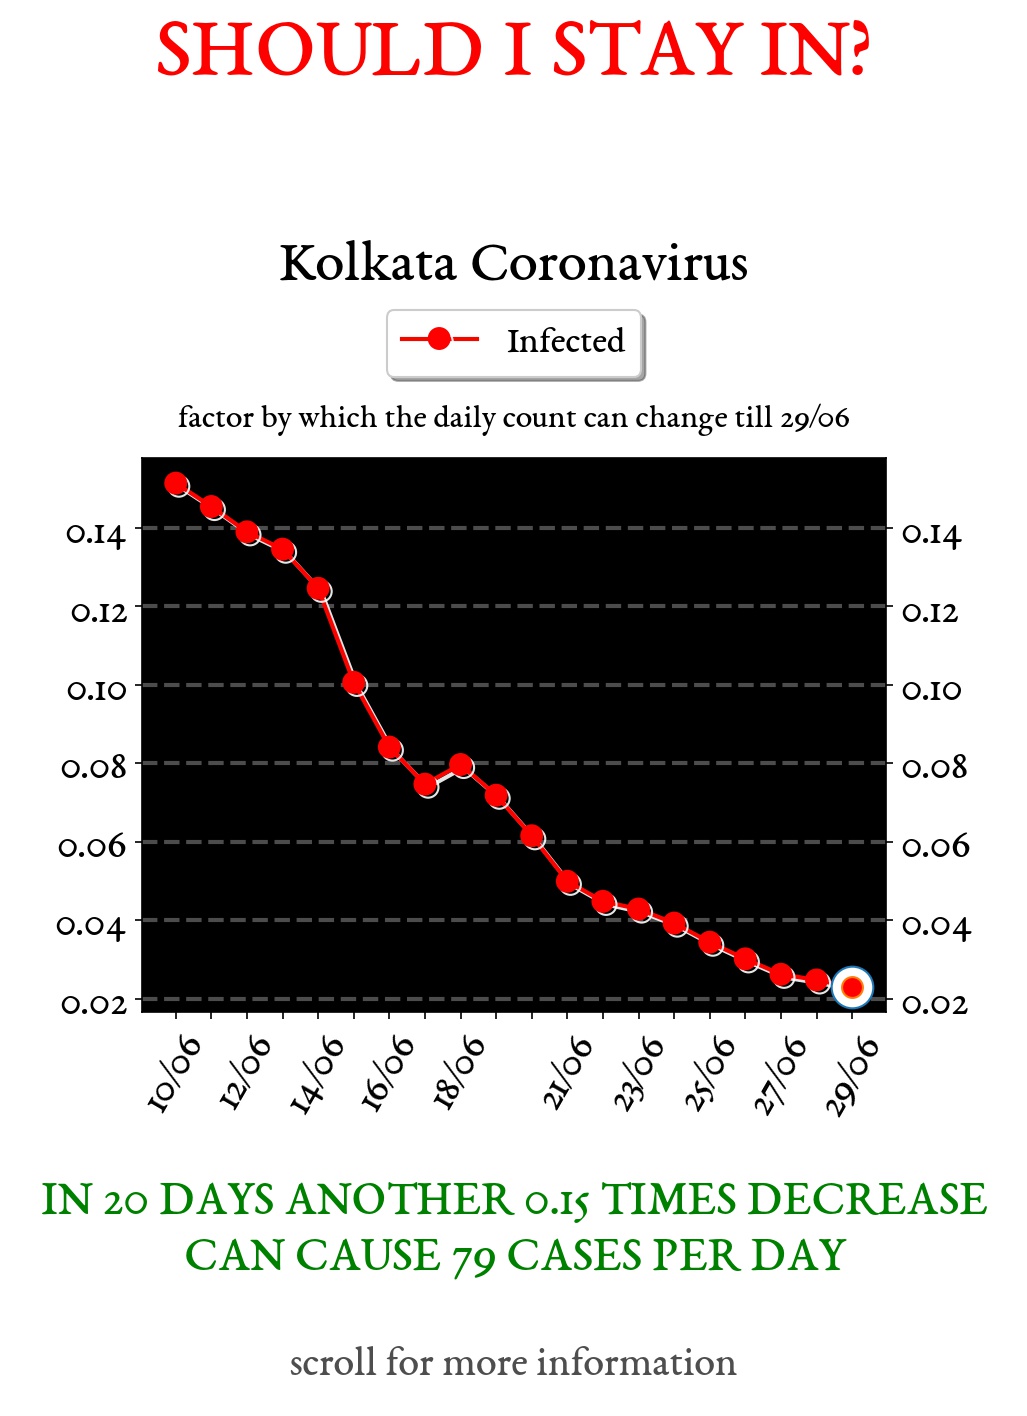 SHOULD I STAY IN?
Kolkata Coronavirus
Infected
factor by which the daily count can change till 29/06
0.14 0.14
0.12 0.12
0.10 0.10
0.08 0.08
0.06 0.06
0.04 0.04
0.02 0.02
10/06 12/06 14/06 16/06 18/06 21/06 23/06 25/06 27/06 29/06
IN 20 DAYS ANOTHER 0.15 TIMES DECREASE
CAN CAUSE 79 CASES PER DAY
scroll for more information